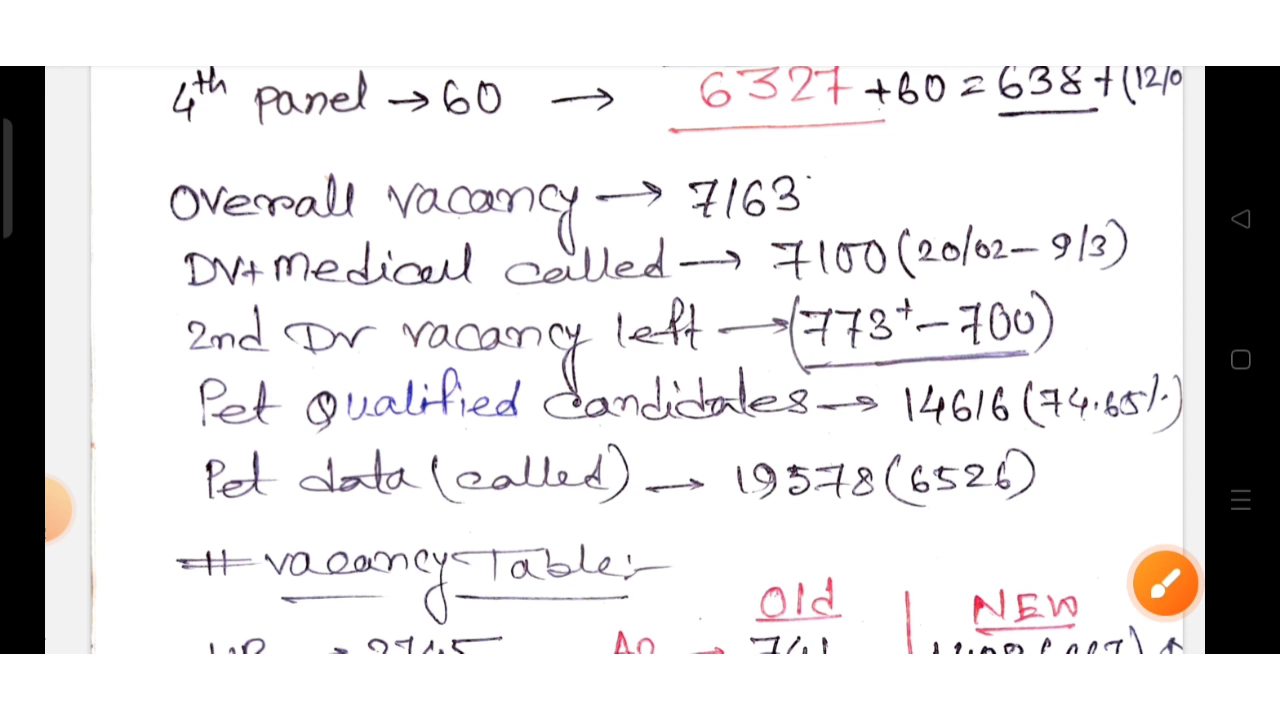 4th panel → 60 → 6327 + 60 = 638+ (12/0
Overall vacancy → 7163
DV+Medical called → 7100 (20/02 - 9/3)
2nd Dv vacancy left → (773+ - 700)
Pet Qualified candidates → 14616 (74.65%)
Pet data (called) → 19578 (6526)
# Vacancy Table:-
Old | NEW